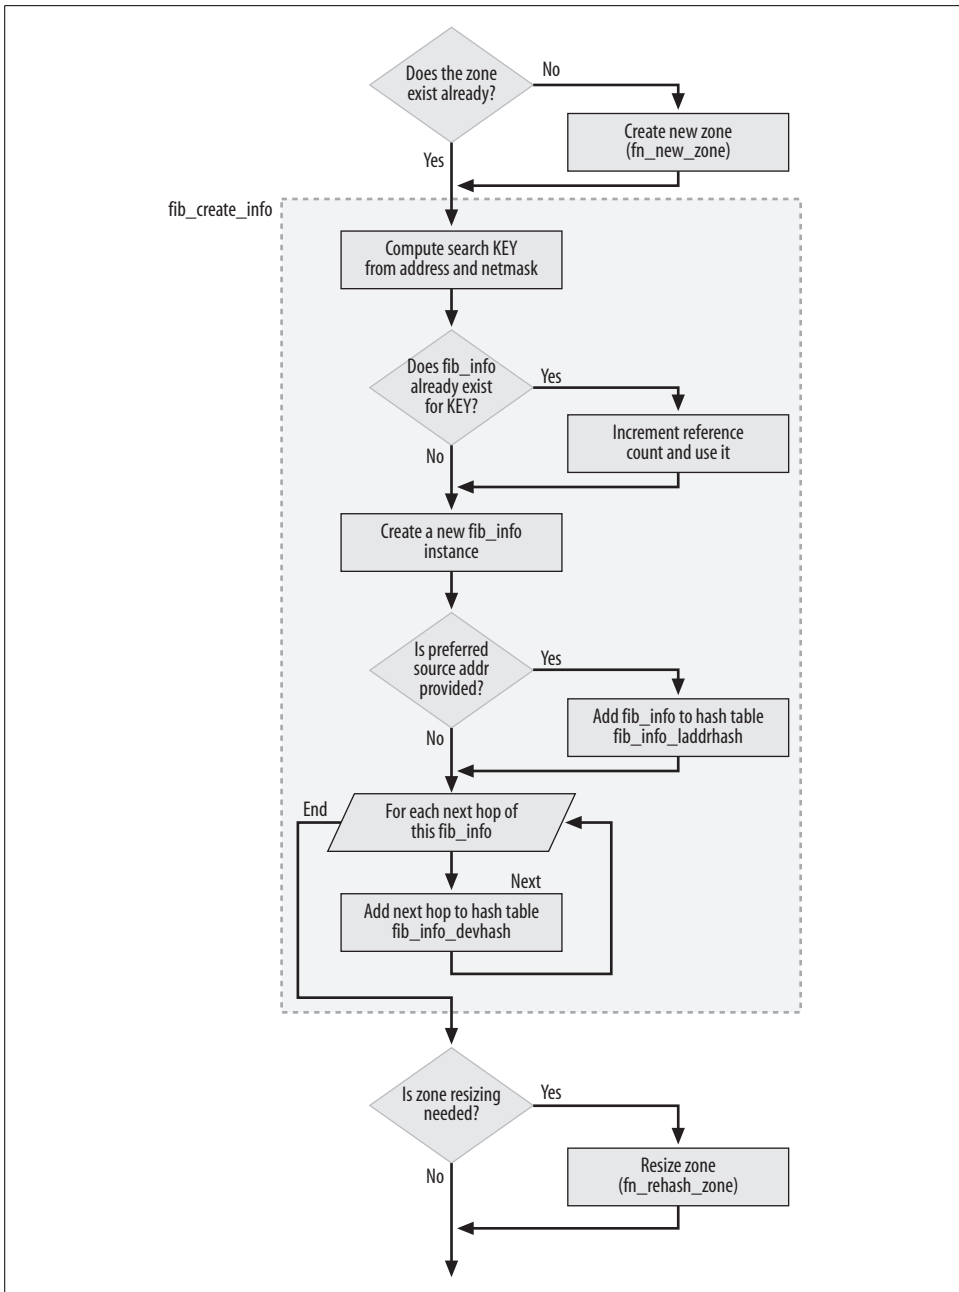 Does the zone
exist already?
No
Create new zone
(fn_new_zone)
Yes
fib_create_info
Compute search KEY
from address and netmask
Does fib_info
already exist
for KEY?
Yes
Increment reference
count and use it
No
Create a new fib_info
instance
Is preferred
source addr
provided?
Yes
Add fib_info to hash table
fib_info_laddrhash
No
End
For each next hop of
this fib_info
Next
Add next hop to hash table
fib_info_devhash
Is zone resizing
needed?
Yes
Resize zone
(fn_rehash_zone)
No